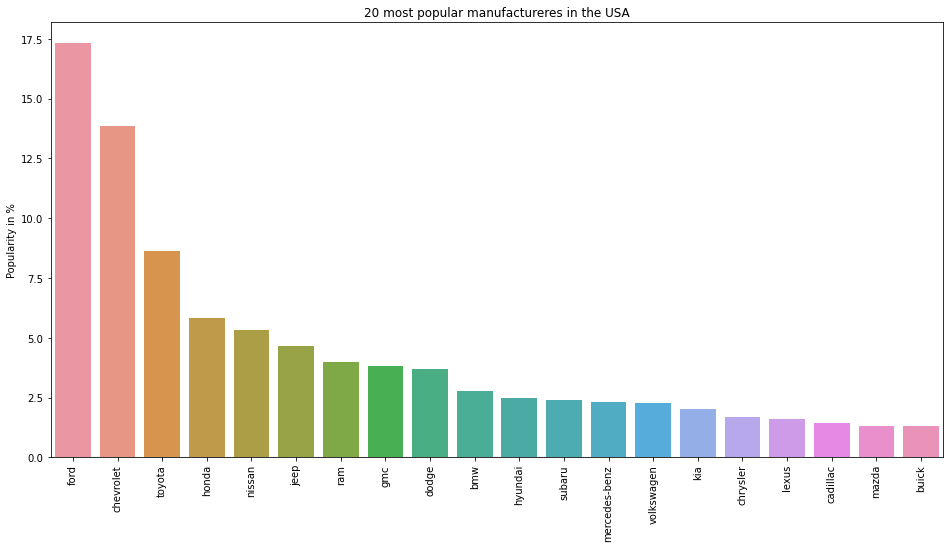 20 most popular manufactureres in the USA
Popularity in %
17.5
15.0
12.5
10.0
7.5
5.0
2.5
0.0
ford
chevrolet
toyota
honda
nissan
jeep
ram
gmc
dodge
bmw
hyundai
subaru
mercedes-benz
volkswagen
kia
chrysler
lexus
cadillac
mazda
buick